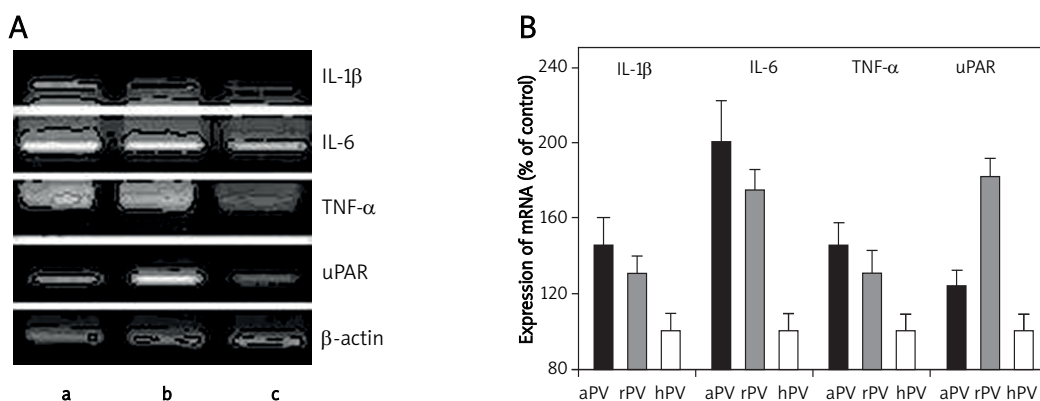 A
IL-1β
IL-6
TNF-α
uPAR
β-actin
a b c
B
Expression of mRNA (% of control)
240
200
160
120
80
IL-1β IL-6 TNF-α uPAR
aPV rPV hPV aPV rPV hPV aPV rPV hPV aPV rPV hPV